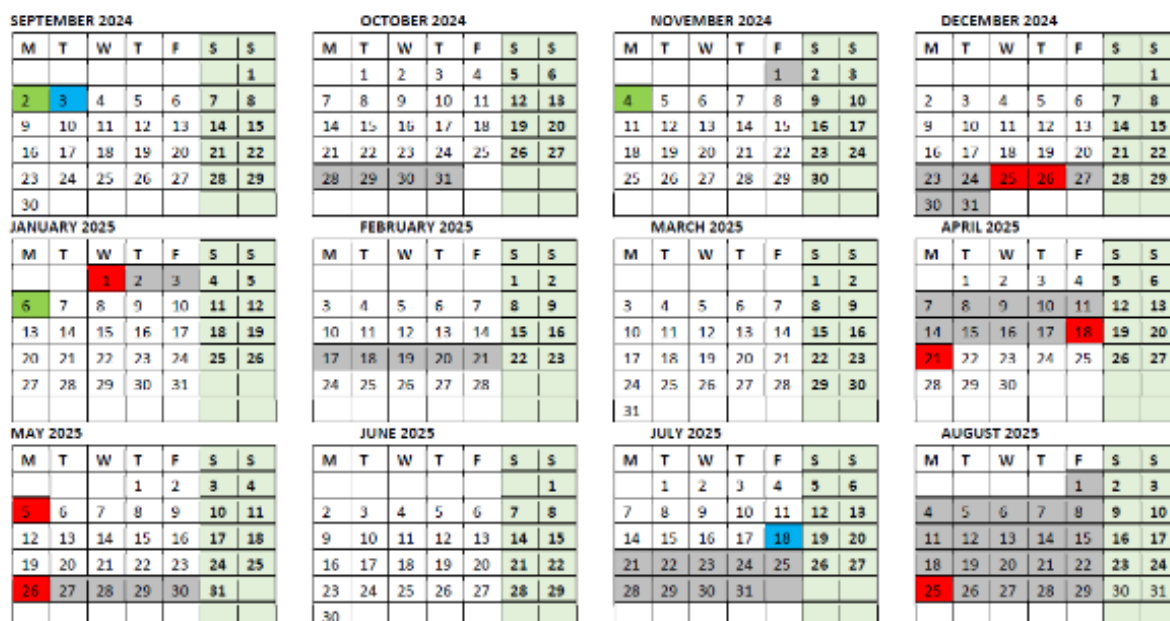 SEPTEMBER 2024 OCTOBER 2024 NOVEMBER 2024 DECEMBER 2024
M T W T F S S M T W T F S S M T W T F S S M T W T F S S
1 1 2 3 4 5 6 1 2 3 1
2 3 4 5 6 7 8 7 8 9 10 11 12 13 4 5 6 7 8 9 10 2 3 4 5 6 7 8
9 10 11 12 13 14 15 14 15 16 17 18 19 20 11 12 13 14 15 16 17 9 10 11 12 13 14 15
16 17 18 19 20 21 22 21 22 23 24 25 26 27 18 19 20 21 22 23 24 16 17 18 19 20 21 22
23 24 25 26 27 28 29 28 29 30 31 25 26 27 28 29 30 23 24 25 26 27 28 29
30 30 31
JANUARY 2025 FEBRUARY 2025 MARCH 2025 APRIL 2025
M T W T F S S M T W T F S S M T W T F S S M T W T F S S
1 2 3 4 5 1 2 1 2 1 2 3 4 5 6
6 7 8 9 10 11 12 3 4 5 6 7 8 9 3 4 5 6 7 8 9 7 8 9 10 11 12 13
13 14 15 16 17 18 19 10 11 12 13 14 15 16 10 11 12 13 14 15 16 14 15 16 17 18 19 20
20 21 22 23 24 25 26 17 18 19 20 21 22 23 17 18 19 20 21 22 23 21 22 23 24 25 26 27
27 28 29 30 31 24 25 26 27 28 24 25 26 27 28 29 30 28 29 30
31
MAY 2025 JUNE 2025 JULY 2025 AUGUST 2025
M T W T F S S M T W T F S S M T W T F S S M T W T F S S
1 2 3 4 1 1 2 3 4 5 6 1 2 3
5 6 7 8 9 10 11 2 3 4 5 6 7 8 7 8 9 10 11 12 13 4 5 6 7 8 9 10
12 13 14 15 16 17 18 9 10 11 12 13 14 15 14 15 16 17 18 19 20 11 12 13 14 15 16 17
19 20 21 22 23 24 25 16 17 18 19 20 21 22 21 22 23 24 25 26 27 18 19 20 21 22 23 24
26 27 28 29 30 31 23 24 25 26 27 28 29 28 29 30 31 25 26 27 28 29 30 31
30